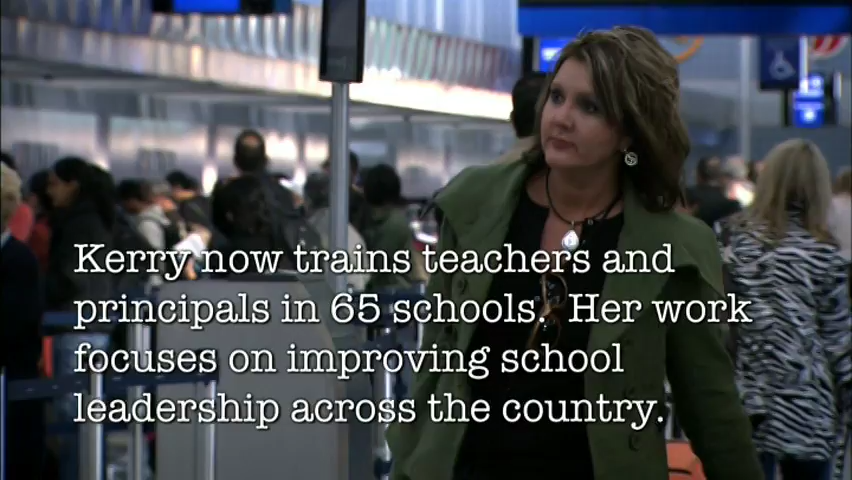 Kerry now trains teachers and
principals in 65 schools.  Her work
focuses on improving school
leadership across the country.